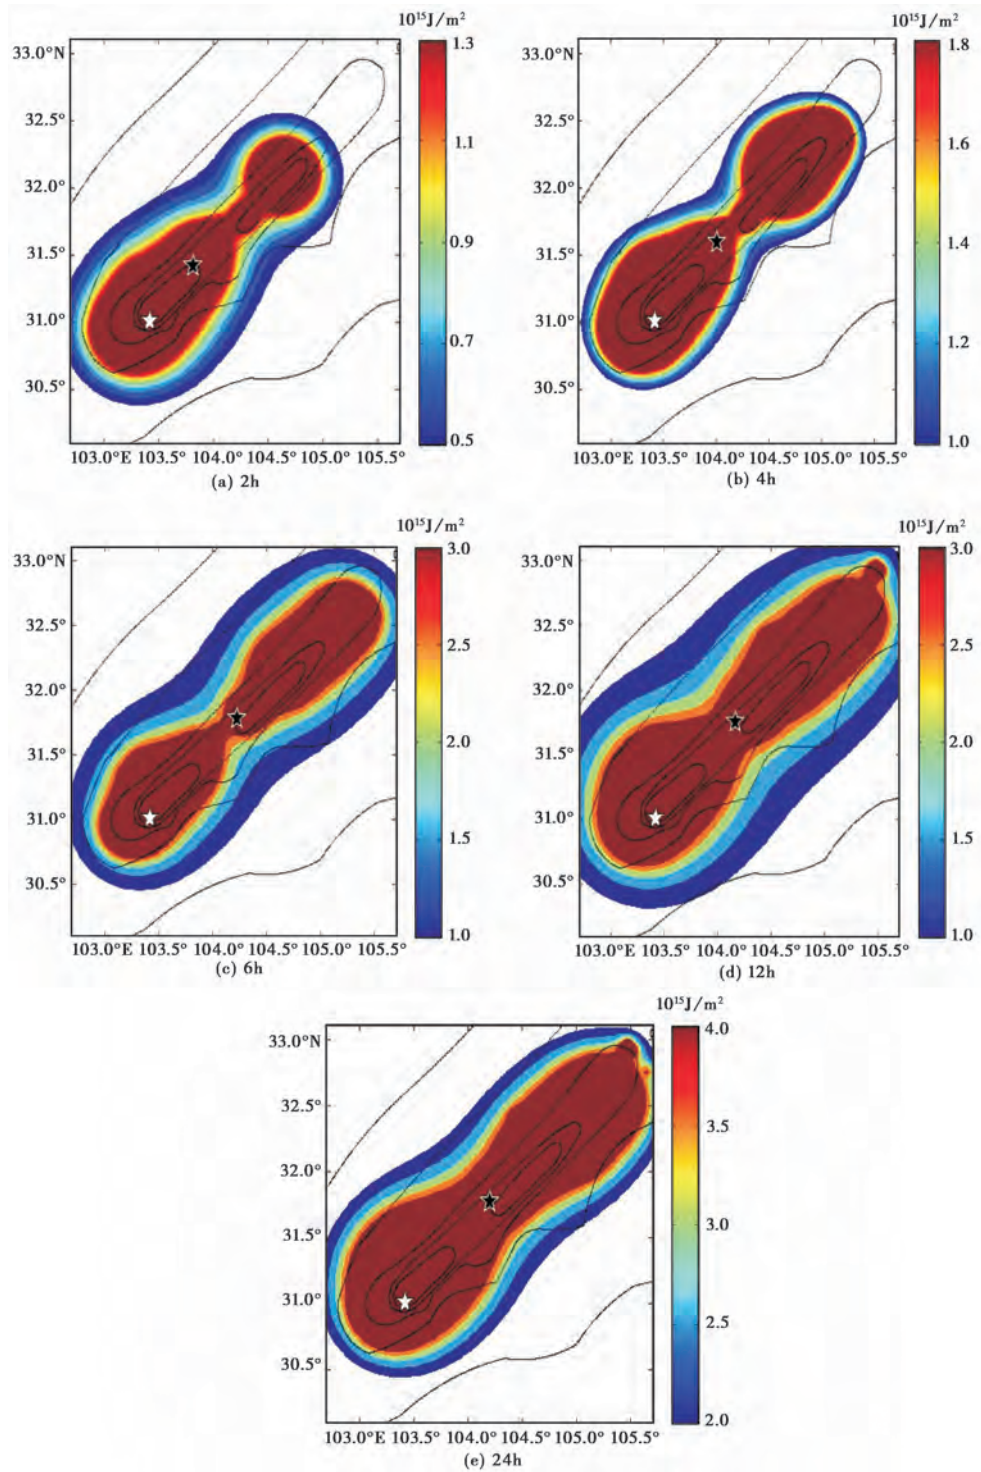 10¹⁵J/m² 10¹⁵J/m²
33.0°N 1.3 33.0°N 1.8
32.5° 1.1 32.5° 1.6
32.0° 32.0°
31.5° 0.9 31.5° 1.4
31.0° 0.7 31.0° 1.2
30.5° 30.5°
0.5 1.0
103.0°E 103.5° 104.0° 104.5° 105.0° 105.5° 103.0°E 103.5° 104.0° 104.5° 105.0° 105.5°
(a) 2h (b) 4h
10¹⁵J/m² 10¹⁵J/m²
33.0°N 3.0 33.0°N 3.0
32.5° 2.5 32.5° 2.5
32.0° 32.0°
31.5° 2.0 31.5° 2.0
31.0° 1.5 31.0° 1.5
30.5° 30.5°
1.0 1.0
103.0°E 103.5° 104.0° 104.5° 105.0° 105.5° 103.0°E 103.5° 104.0° 104.5° 105.0° 105.5°
(c) 6h (d) 12h
10¹⁵J/m²
33.0°N 4.0
32.5° 3.5
32.0°
31.5° 3.0
31.0° 2.5
30.5°
2.0
103.0°E 103.5° 104.0° 104.5° 105.0° 105.5°
(e) 24h